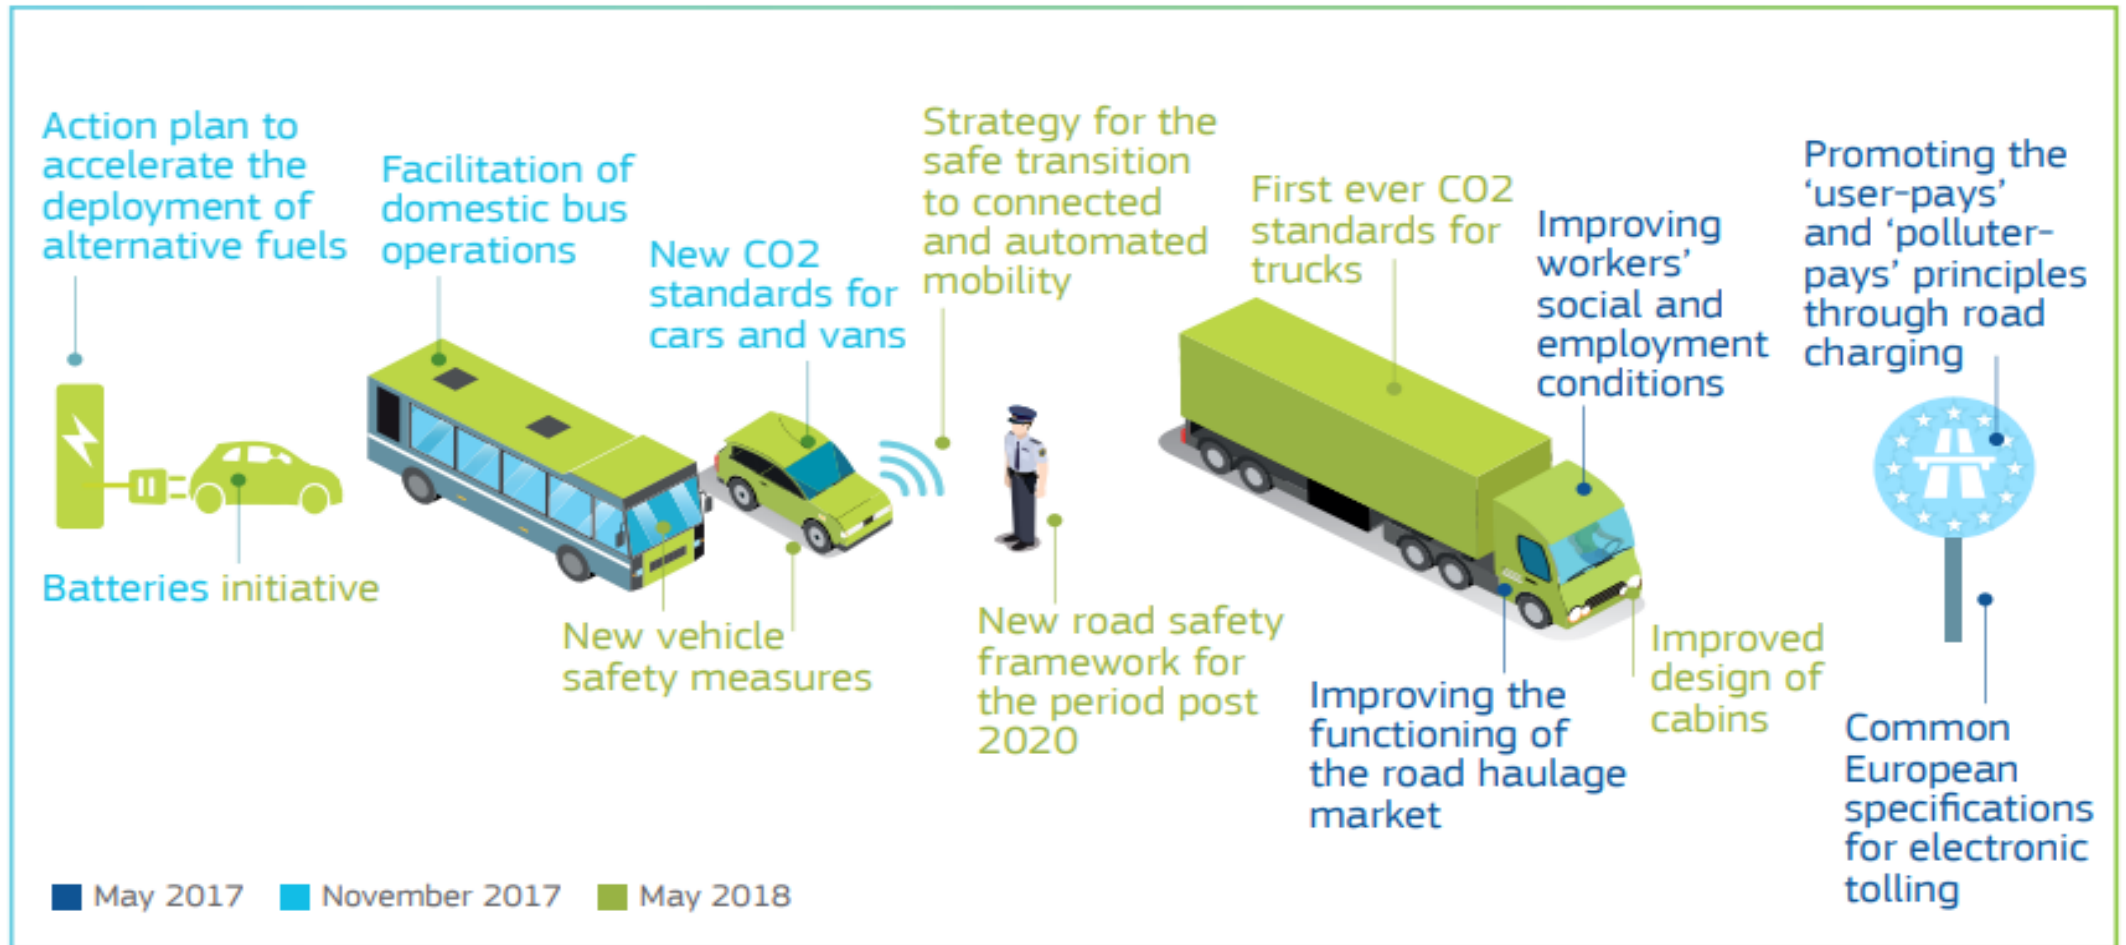 Action plan to
accelerate the
deployment of
alternative fuels
Facilitation of
domestic bus
operations
New CO2
standards for
cars and vans
Strategy for the
safe transition
to connected
and automated
mobility
First ever CO2
standards for
trucks
Improving
workers'
social and
employment
conditions
Promoting the
'user-pays'
and 'polluter-
pays' principles
through road
charging
Batteries initiative
New vehicle
safety measures
New road safety
framework for
the period post
2020
Improving the
functioning of
the road haulage
market
Improved
design of
cabins
Common
European
specifications
for electronic
tolling
May 2017 November 2017 May 2018